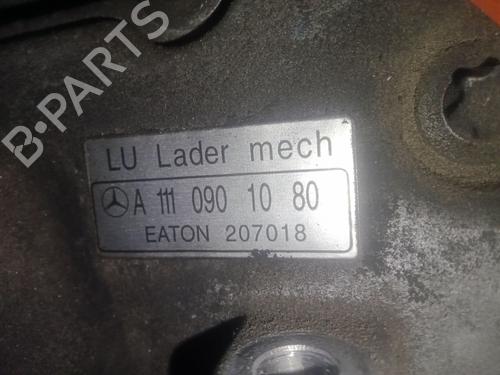 B-PARTS
LU Lader mech
A 111 090 10 80
EATON 207018